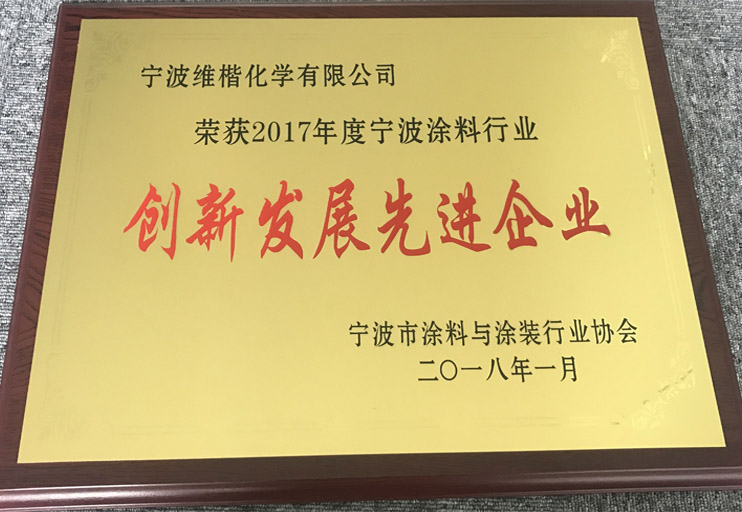 宁波维楷化学有限公司
荣获2017年度宁波涂料行业
创新发展先进企业
宁波市涂料与涂装行业协会
二〇一八年一月